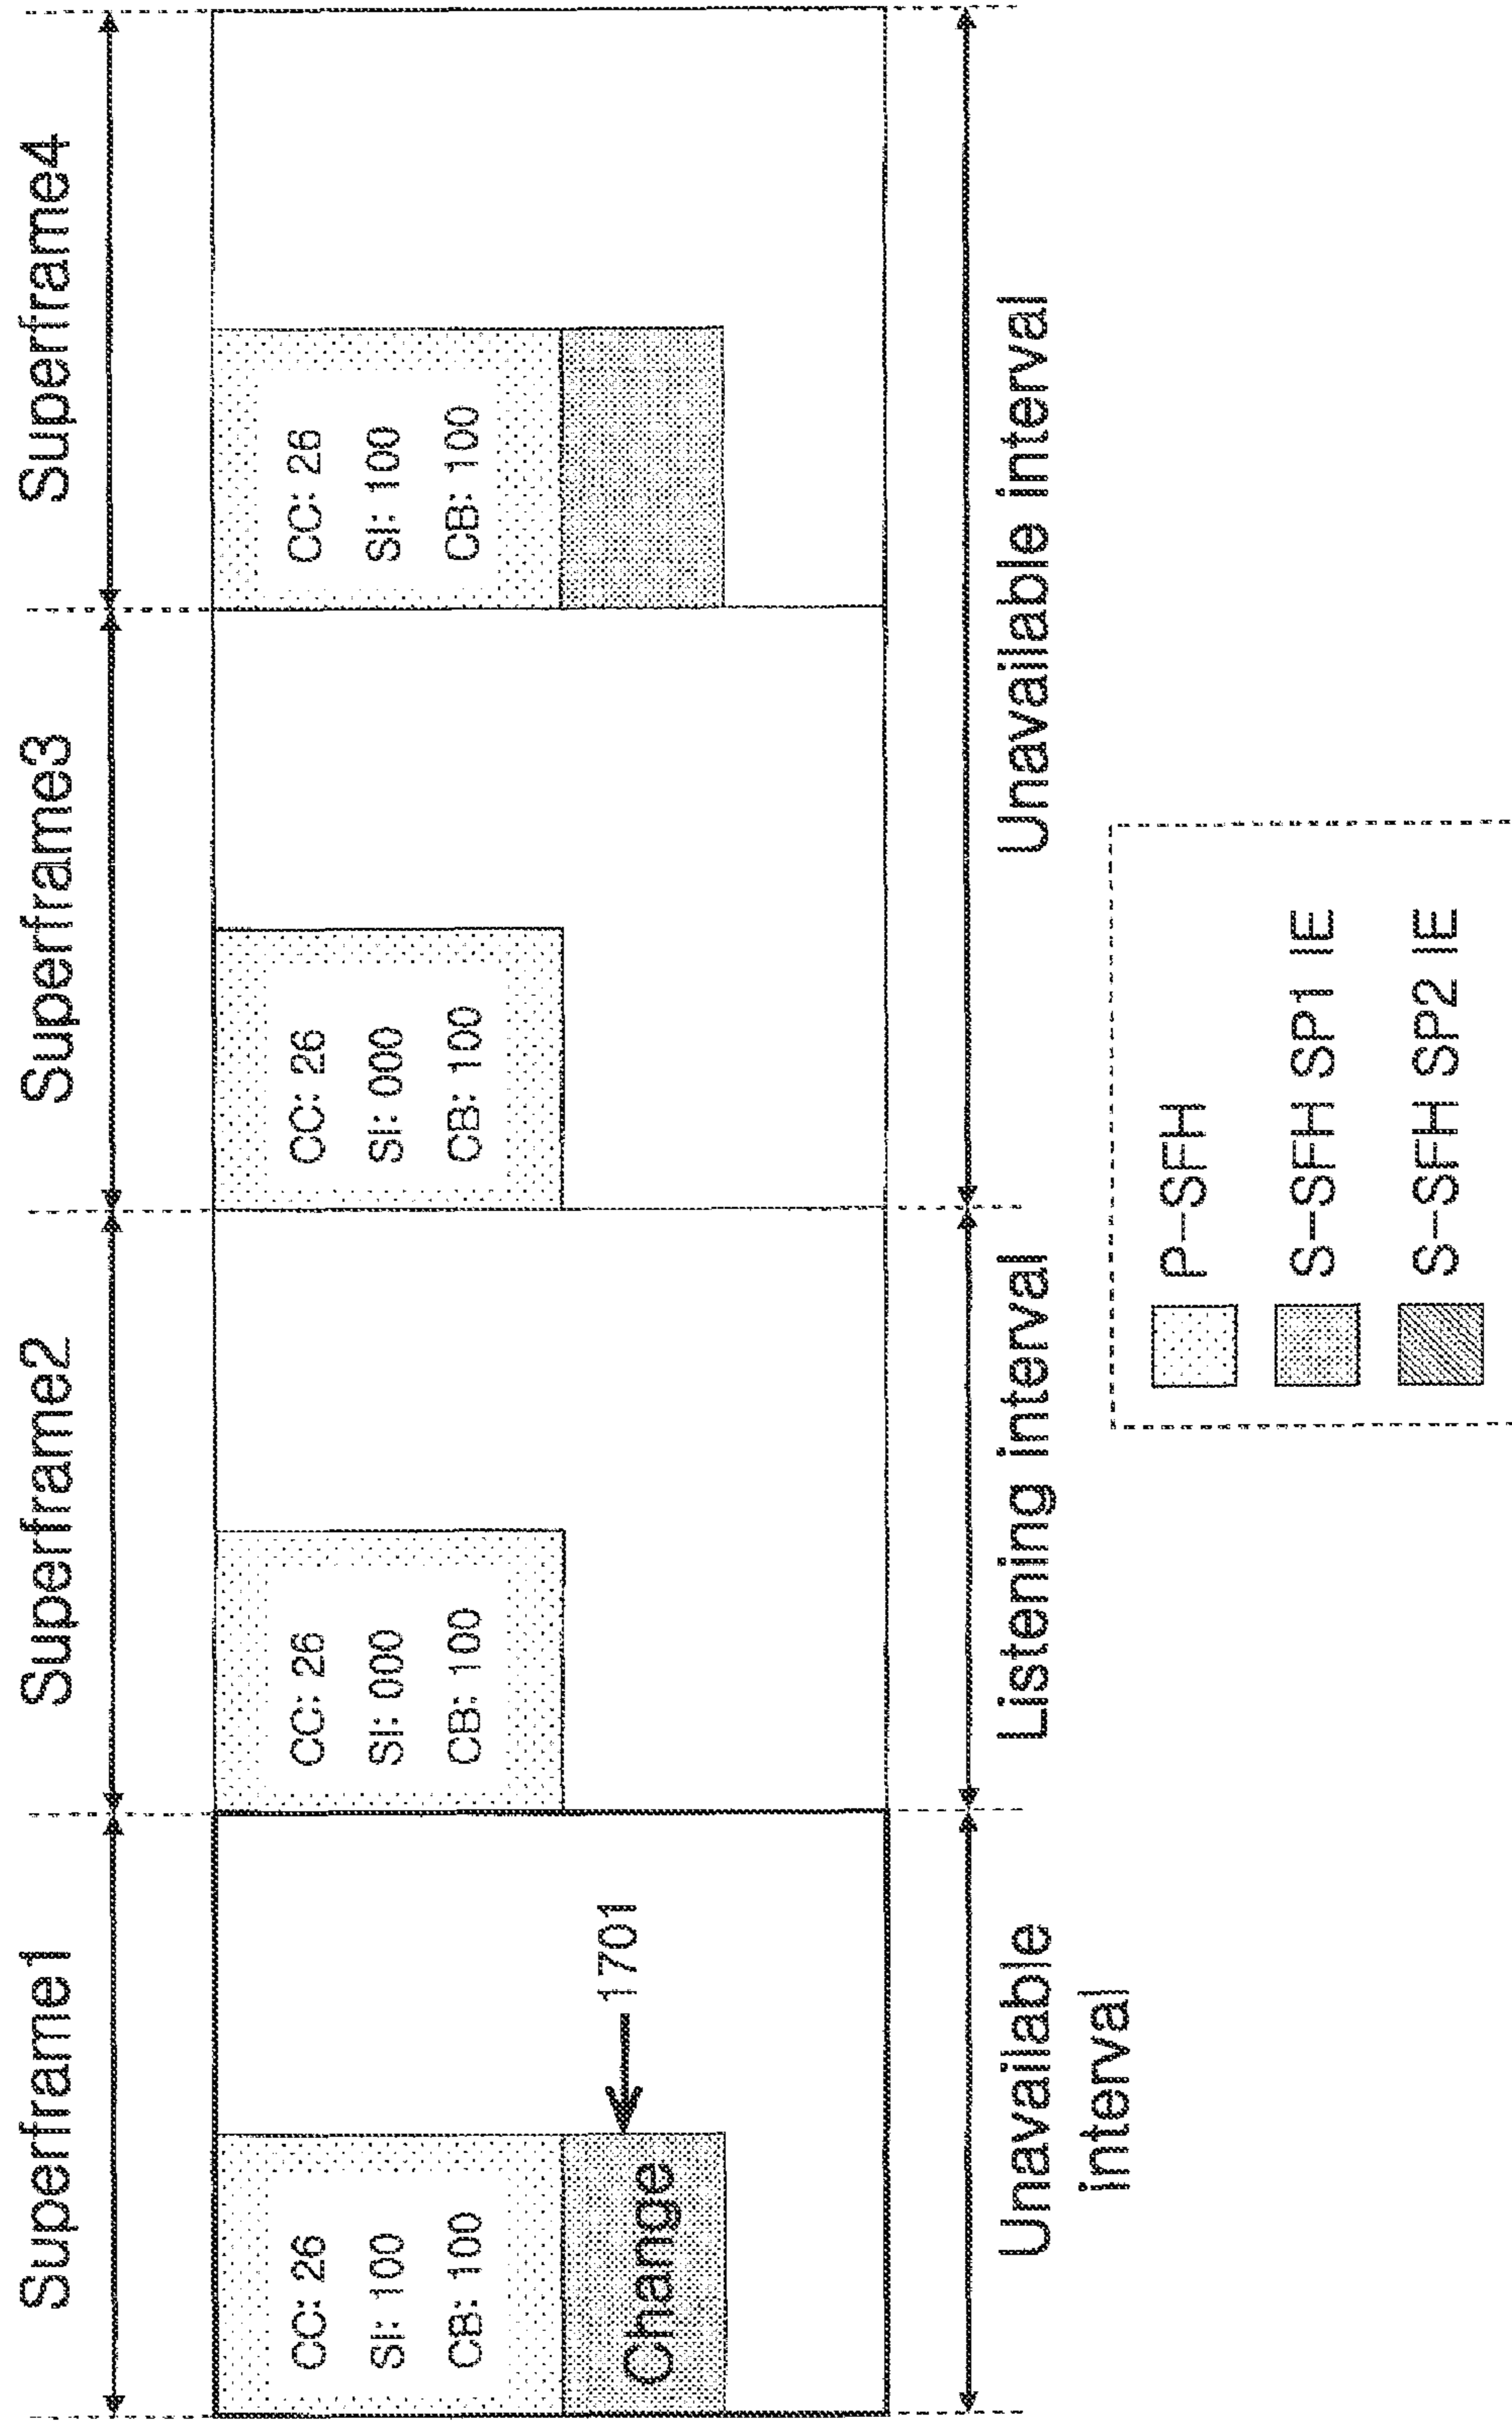 Superframe1
Superframe2
Superframe3
Superframe4
CC: 26
SI: 100
CB: 100
Change
1701
CC: 26
SI: 000
CB: 100
CC: 26
SI: 000
CB: 100
CC: 26
SI: 100
CB: 100
Unavailable
interval
Listening interval
Unavailable interval
P-SFH
S-SFH SP1 IE
S-SFH SP2 IE